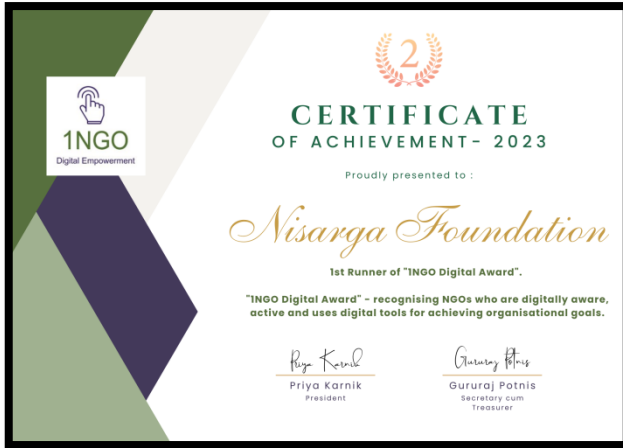 2
1NGO
Digital Empowerment
CERTIFICATE
OF ACHIEVEMENT- 2023
Proudly presented to :
Nisarga Foundation
1st Runner of "1NGO Digital Award".
"1NGO Digital Award" - recognising NGOs who are digitally aware,
active and uses digital tools for achieving organisational goals.
Priya Karnik
Gururaj Potnis
Priya Karnik
Gururaj Potnis
President
Secretary cum
Treasurer